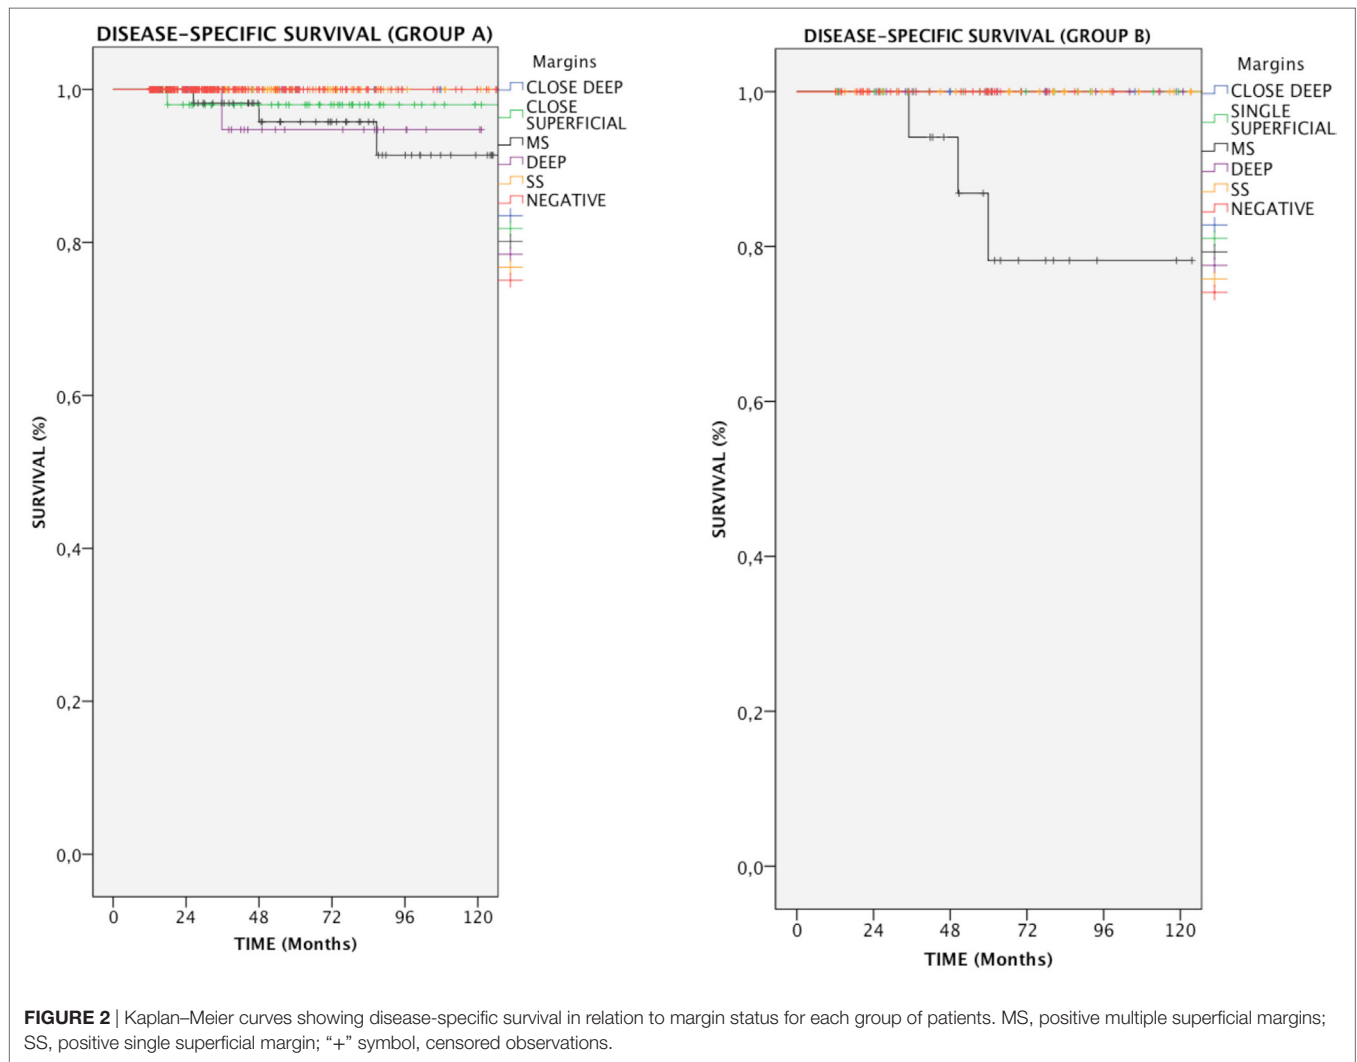 DISEASE-SPECIFIC SURVIVAL (GROUP A)
Margins
CLOSE DEEP
CLOSE
SUPERFICIAL
MS
DEEP
SS
NEGATIVE
1,0
0,8
0,6
0,4
0,2
0,0
SURVIVAL (%)
0 24 48 72 96 120
TIME (Months)
DISEASE-SPECIFIC SURVIVAL (GROUP B)
Margins
CLOSE DEEP
SINGLE
SUPERFICIAL
MS
DEEP
SS
NEGATIVE
1,0
0,8
0,6
0,4
0,2
0,0
SURVIVAL (%)
0 24 48 72 96 120
TIME (Months)
FIGURE 2 | Kaplan–Meier curves showing disease-specific survival in relation to margin status for each group of patients. MS, positive multiple superficial margins;
SS, positive single superficial margin; “+” symbol, censored observations.